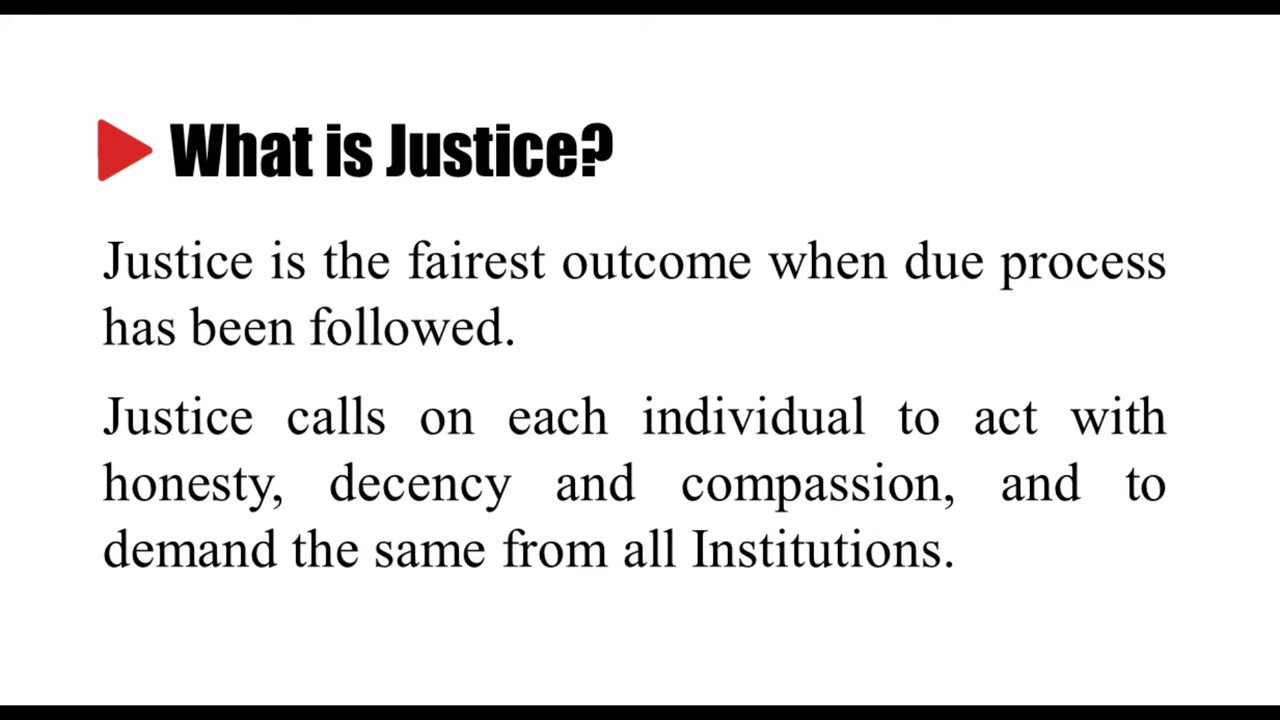 What is Justice?
Justice is the fairest outcome when due process
has been followed.
Justice calls on each individual to act with
honesty, decency and compassion, and to
demand the same from all Institutions.